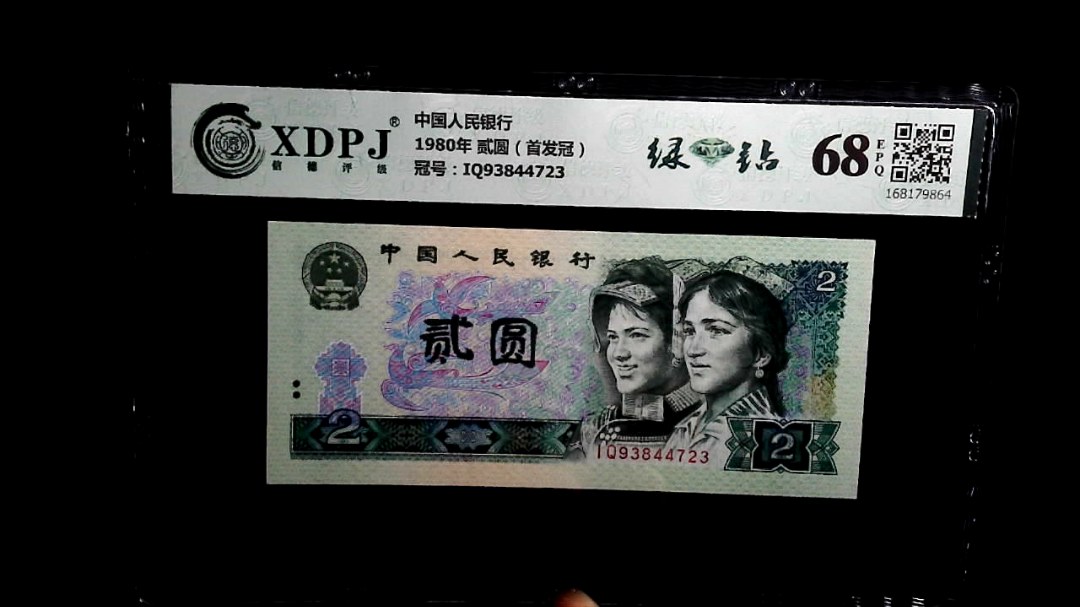 XDPJ®
信德评级
中国人民银行
1980年 贰圆（首发冠）
冠号：IQ93844723
绿钻
68
EPQ
168179864
中国人民银行
2
贰圆
2
IQ93844723
2